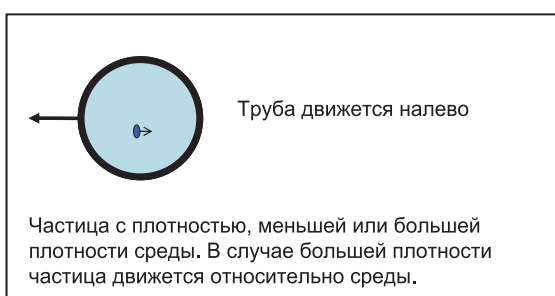 Труба движется налево
Частица с плотностью, меньшей или большей
плотности среды. В случае большей плотности
частица движется относительно среды.